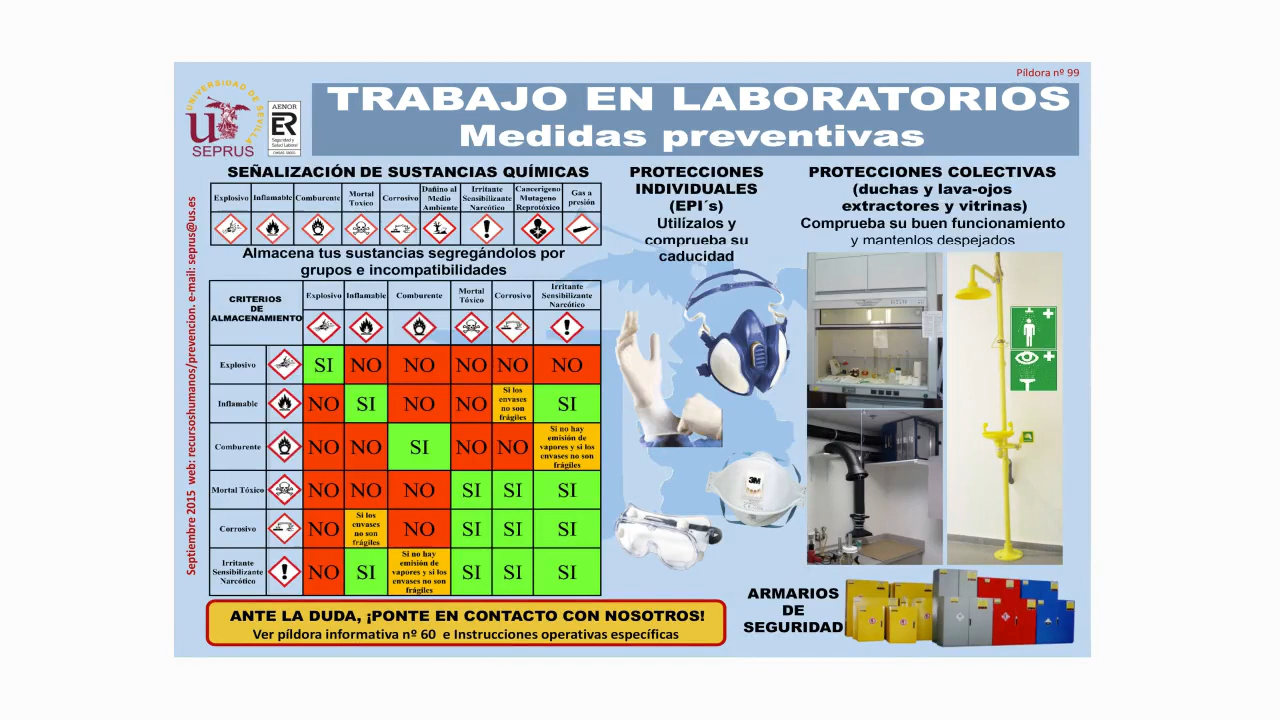 Píldora nº 99
UNIVERSIDAD DE SEVILLA
SEPRUS
AENOR
ER
Seguridad y
Salud Laboral
TRABAJO EN LABORATORIOS
Medidas preventivas
Septiembre 2015 web: recursoshumanos/prevencion. e-mail: seprus@us.es
SEÑALIZACIÓN DE SUSTANCIAS QUÍMICAS
Explosivo Inflamable Comburente Mortal Toxico Corrosivo Dañino al Medio Ambiente Irritante Sensibilizante Narcótico Cancerigeno Mutageno Reprotóxico Gas a presión
Almacena tus sustancias segregándolos por
grupos e incompatibilidades
CRITERIOS
DE
ALMACENAMIENTO
Explosivo Inflamable Comburente Mortal Tóxico Corrosivo Irritante Sensibilizante Narcótico
Explosivo SI NO NO NO NO NO
Inflamable NO SI NO NO Si los envases no son frágiles SI
Comburente NO NO SI NO NO Si no hay emisión de vapores y si los envases no son frágiles
Mortal Tóxico NO NO NO SI SI SI
Corrosivo NO Si los envases no son frágiles NO SI SI SI
Irritante Sensibilizante Narcótico NO SI Si no hay emisión de vapores y si los envases no son frágiles SI SI SI
ANTE LA DUDA, ¡PONTE EN CONTACTO CON NOSOTROS!
Ver píldora informativa nº 60 e Instrucciones operativas específicas
PROTECCIONES
INDIVIDUALES
(EPI´s)
Utilízalos y
comprueba su
caducidad
3M
PROTECCIONES COLECTIVAS
(duchas y lava-ojos
extractores y vitrinas)
Comprueba su buen funcionamiento
y mantenlos despejados
ARMARIOS
DE
SEGURIDAD